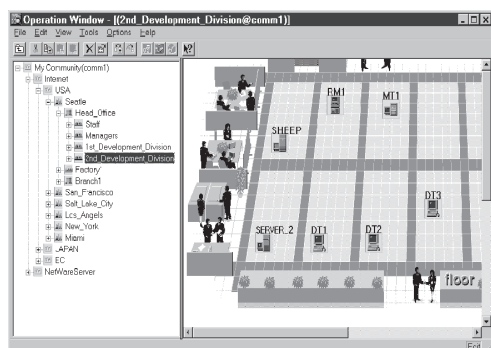 Operation Window - [(2nd_Development_Division@comm1)]
File Edit View Tools Options Help
My Community(comm1)
Internet
USA
Seatle
Head_Office
Staff
Managers
1st_Development_Division
2nd_Development_Division
Factory
Branch1
San_Francisco
Salt_Lake_City
Los_Angels
New_York
Miami
JAPAN
EC
NetWareServer
RM1
MT1
SHEEP
DT3
SERVER_2
DT1
DT2
floor
Exit